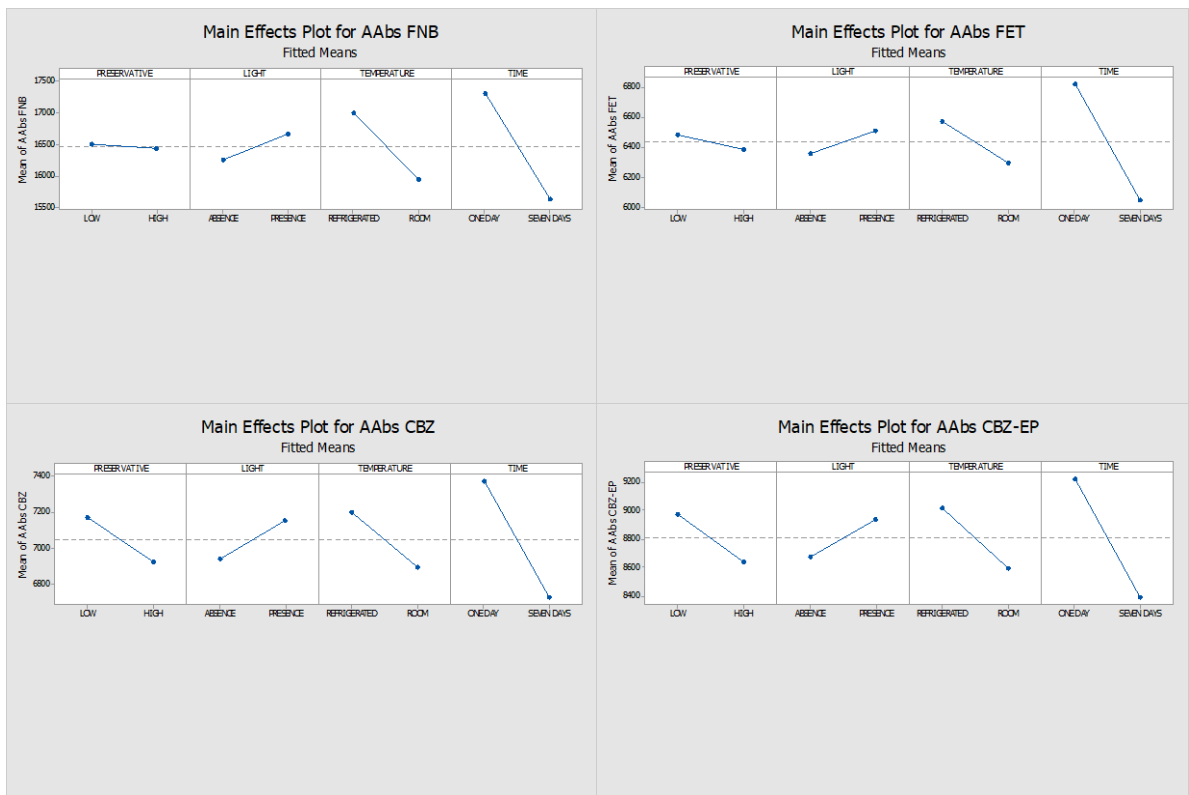 Main Effects Plot for AAbs FNB
Fitted Means
PRESERVATIVE LIGHT TEMPERATURE TIME
Mean of AAbs FNB
17500
17000
16500
16000
15500
LOW HIGH ABSENCE PRESENCE REFRIGERATED ROOM ONE DAY SEVEN DAYS
Main Effects Plot for AAbs FET
Fitted Means
PRESERVATIVE LIGHT TEMPERATURE TIME
Mean of AAbs FET
6800
6600
6400
6200
6000
LOW HIGH ABSENCE PRESENCE REFRIGERATED ROOM ONE DAY SEVEN DAYS
Main Effects Plot for AAbs CBZ
Fitted Means
PRESERVATIVE LIGHT TEMPERATURE TIME
Mean of AAbs CBZ
7400
7200
7000
6800
LOW HIGH ABSENCE PRESENCE REFRIGERATED ROOM ONE DAY SEVEN DAYS
Main Effects Plot for AAbs CBZ-EP
Fitted Means
PRESERVATIVE LIGHT TEMPERATURE TIME
Mean of AAbs CBZ-EP
9200
9000
8800
8600
8400
LOW HIGH ABSENCE PRESENCE REFRIGERATED ROOM ONE DAY SEVEN DAYS